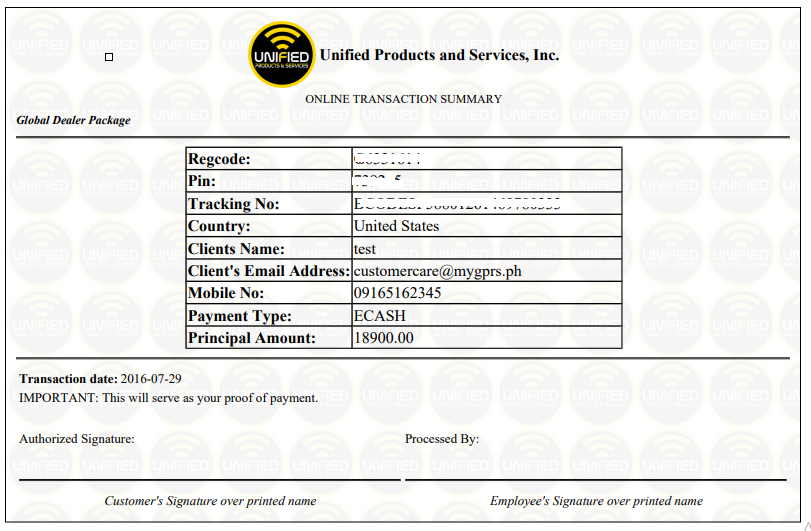 UNIFIED
PRODUCTS & SERVICES
Unified Products and Services, Inc.
ONLINE TRANSACTION SUMMARY
Global Dealer Package
Regcode:
Pin:
Tracking No:
Country: United States
Clients Name: test
Client's Email Address: customercare@mygprs.ph
Mobile No: 09165162345
Payment Type: ECASH
Principal Amount: 18900.00
Transaction date: 2016-07-29
IMPORTANT: This will serve as your proof of payment.
Authorized Signature: Processed By:
Customer's Signature over printed name Employee's Signature over printed name